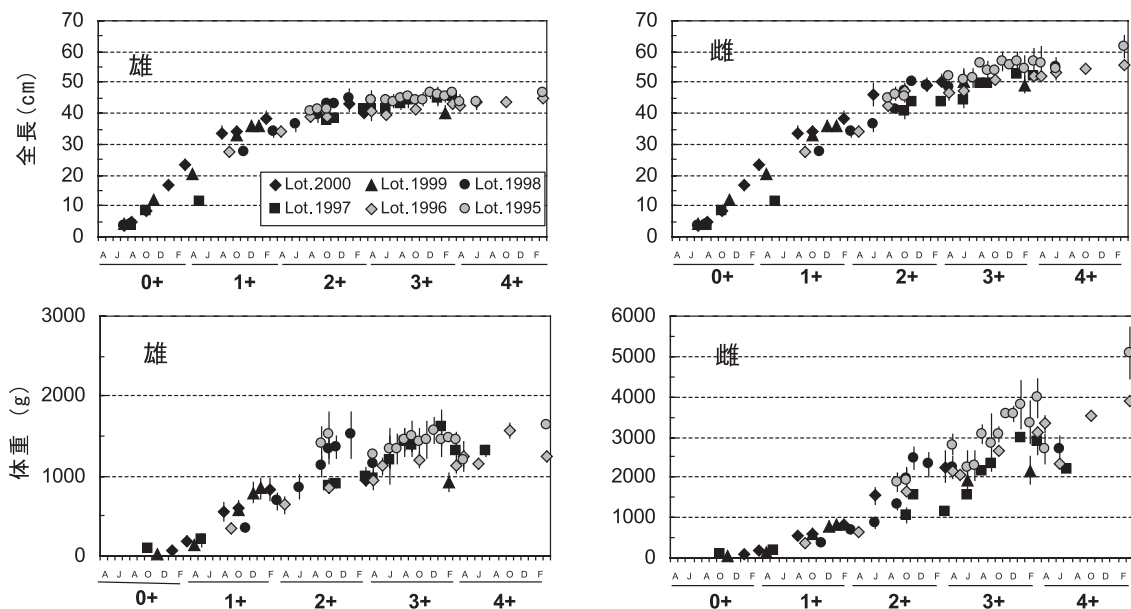 全長(cm)
70
60
50
40
30
20
10
0
雄
◆Lot.2000 ▲Lot.1999 ●Lot.1998
■Lot.1997 ◆Lot.1996 ●Lot.1995
A J A O D F A J A O D F A J A O D F A J A O D F A J A O D F
0+ 1+ 2+ 3+ 4+
70
60
50
40
30
20
10
0
雌
A J A O D F A J A O D F A J A O D F A J A O D F A J A O D F
0+ 1+ 2+ 3+ 4+
体重 (g)
3000
2000
1000
0
雄
A J A O D F A J A O D F A J A O D F A J A O D F A J A O D F
0+ 1+ 2+ 3+ 4+
6000
5000
4000
3000
2000
1000
0
雌
A J A O D F A J A O D F A J A O D F A J A O D F A J A O D F
0+ 1+ 2+ 3+ 4+